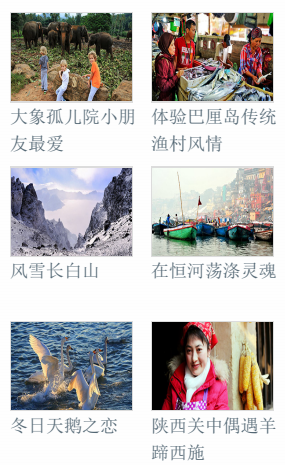 大象孤儿院小朋
友最爱
体验巴厘岛传统
渔村风情
风雪长白山
在恒河荡涤灵魂
冬日天鹅之恋
陕西关中偶遇羊
蹄西施